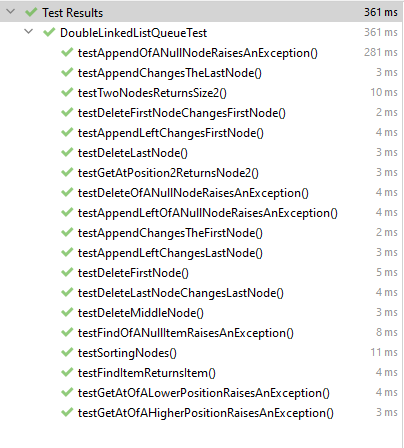 Test Results 361 ms
DoubleLinkedListQueueTest 361 ms
testAppendOfANullNodeRaisesAnException() 281 ms
testAppendChangesTheLastNode() 3 ms
testTwoNodesReturnsSize2() 10 ms
testDeleteFirstNodeChangesFirstNode() 2 ms
testAppendLeftChangesFirstNode() 4 ms
testDeleteLastNode() 3 ms
testGetAtPosition2ReturnsNode2() 3 ms
testDeleteOfANullNodeRaisesAnException() 4 ms
testAppendLeftOfANullNodeRaisesAnException() 4 ms
testAppendChangesTheFirstNode() 2 ms
testAppendLeftChangesLastNode() 3 ms
testDeleteFirstNode() 5 ms
testDeleteLastNodeChangesLastNode() 4 ms
testDeleteMiddleNode() 3 ms
testFindOfANullItemRaisesAnException() 8 ms
testSortingNodes() 11 ms
testFindItemReturnsItem() 4 ms
testGetAtOfALowerPositionRaisesAnException() 4 ms
testGetAtOfAHigherPositionRaisesAnException() 3 ms